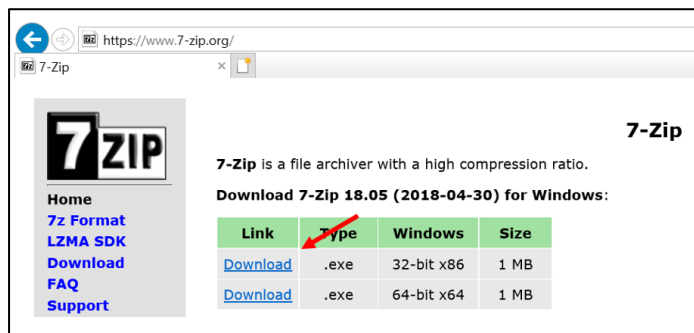 https://www.7-zip.org/
7z 7-Zip
7ZIP
7-Zip
7-Zip is a file archiver with a high compression ratio.
Download 7-Zip 18.05 (2018-04-30) for Windows:
Link Type Windows Size
Download .exe 32-bit x86 1 MB
Download .exe 64-bit x64 1 MB
Home
7z Format
LZMA SDK
Download
FAQ
Support